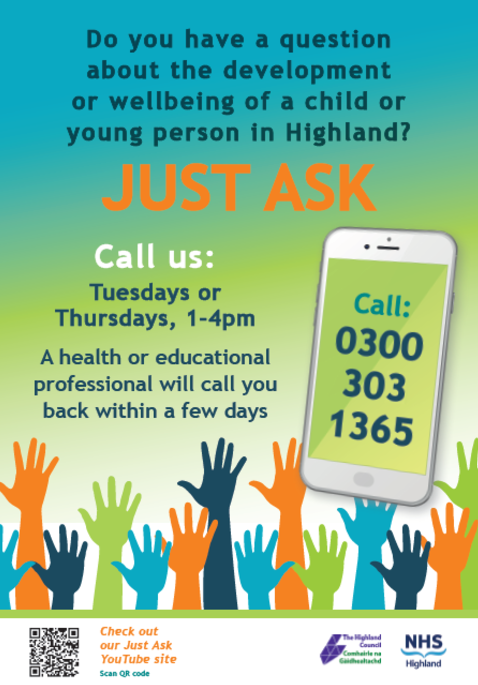 Do you have a question
about the development
or wellbeing of a child or
young person in Highland?
JUST ASK
Call us:
Tuesdays or
Thursdays, 1-4pm
A health or educational
professional will call you
back within a few days
Call:
0300
303
1365
Check out
our Just Ask
YouTube site
Scan QR code
The Highland
Council
Comhairle na
Gàidhealtachd
NHS
Highland